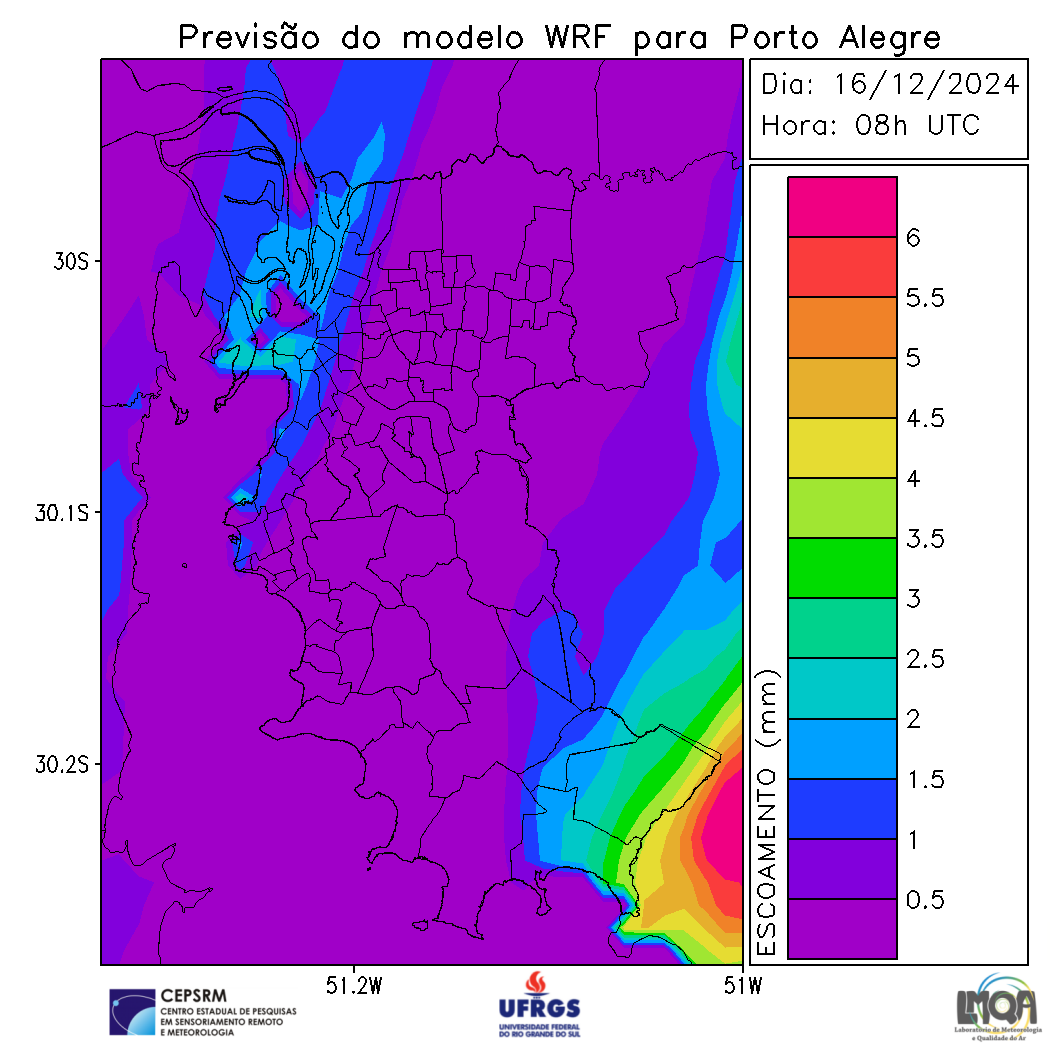 Previsão do modelo WRF para Porto Alegre
Dia: 16/12/2024
Hora: 08h UTC
30S
30.1S
30.2S
51.2W
51W
6
5.5
5
4.5
4
3.5
3
2.5
2
1.5
1
0.5
ESCOAMENTO (mm)
CEPSRM
CENTRO ESTADUAL DE PESQUISAS
EM SENSORIAMENTO REMOTO
E METEOROLOGIA
UFRGS
UNIVERSIDADE FEDERAL
DO RIO GRANDE DO SUL
LMQA
Laboratório de Meteorologia
e Qualidade do Ar